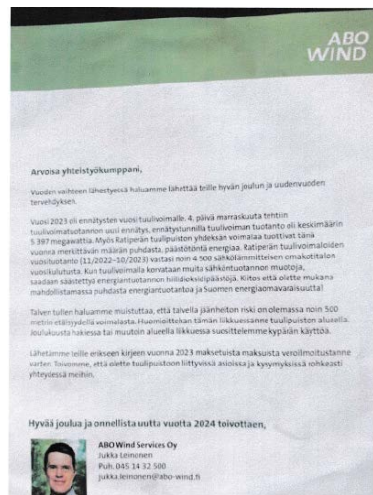 ABO
WIND
Arvoisa yhteistyökumppani,
Vuoden vaihteen lähestyessä haluamme lähettää teille hyvän joulun ja uudenvuoden
tervehdyksen.
Vuosi 2023 oli ennätysten vuosi tuulivoimalle. 4. päivä marraskuuta tehtiin
tuulivoimatuotannon uusi ennätys, ennätystunnilla tuulivoiman tuotanto oli keskimäärin
5 397 megawattia. Myös Ratiperän tuulipuiston yhdeksän voimalaa tuottivat tänä
vuonna merkittävän määrän puhdasta, päästötöntä energiaa. Ratiperän tuulivoimaloiden
vuosituotanto (11/2022–10/2023) vastasi noin 4 500 sähkölämmitteisen omakotitalon
vuosikulutusta. Kun tuulivoimalla korvataan muita sähköntuotannon muotoja,
saadaan säästettyä energiantuotannon hiilidioksidipäästöjä. Kiitos että olette mukana
mahdollistamassa puhdasta energiantuotantoa ja Suomen energiaomavaraisuutta!
Talven tullen haluamme muistuttaa, että talvella jäänheiton riski on olemassa noin 500
metrin etäisyydellä voimalasta. Huomioittehan tämän liikkuessanne tuulipuiston alueella.
Joulukuusta hakiessa tai muutoin alueella liikkuessa suosittelemme kypärän käyttöä.
Lähetämme teille erikseen kirjeen vuonna 2023 maksetuista maksuista veroilmoitustanne
varten. Toivomme, että olette tuulipuistoon liittyvissä asioissa ja kysymyksissä rohkeasti
yhteydessä meihin.
Hyvää joulua ja onnellista uutta vuotta 2024 toivottaen,
ABO Wind Services Oy
Jukka Leinonen
Puh. 045 14 32 500
jukka.leinonen@abo-wind.fi